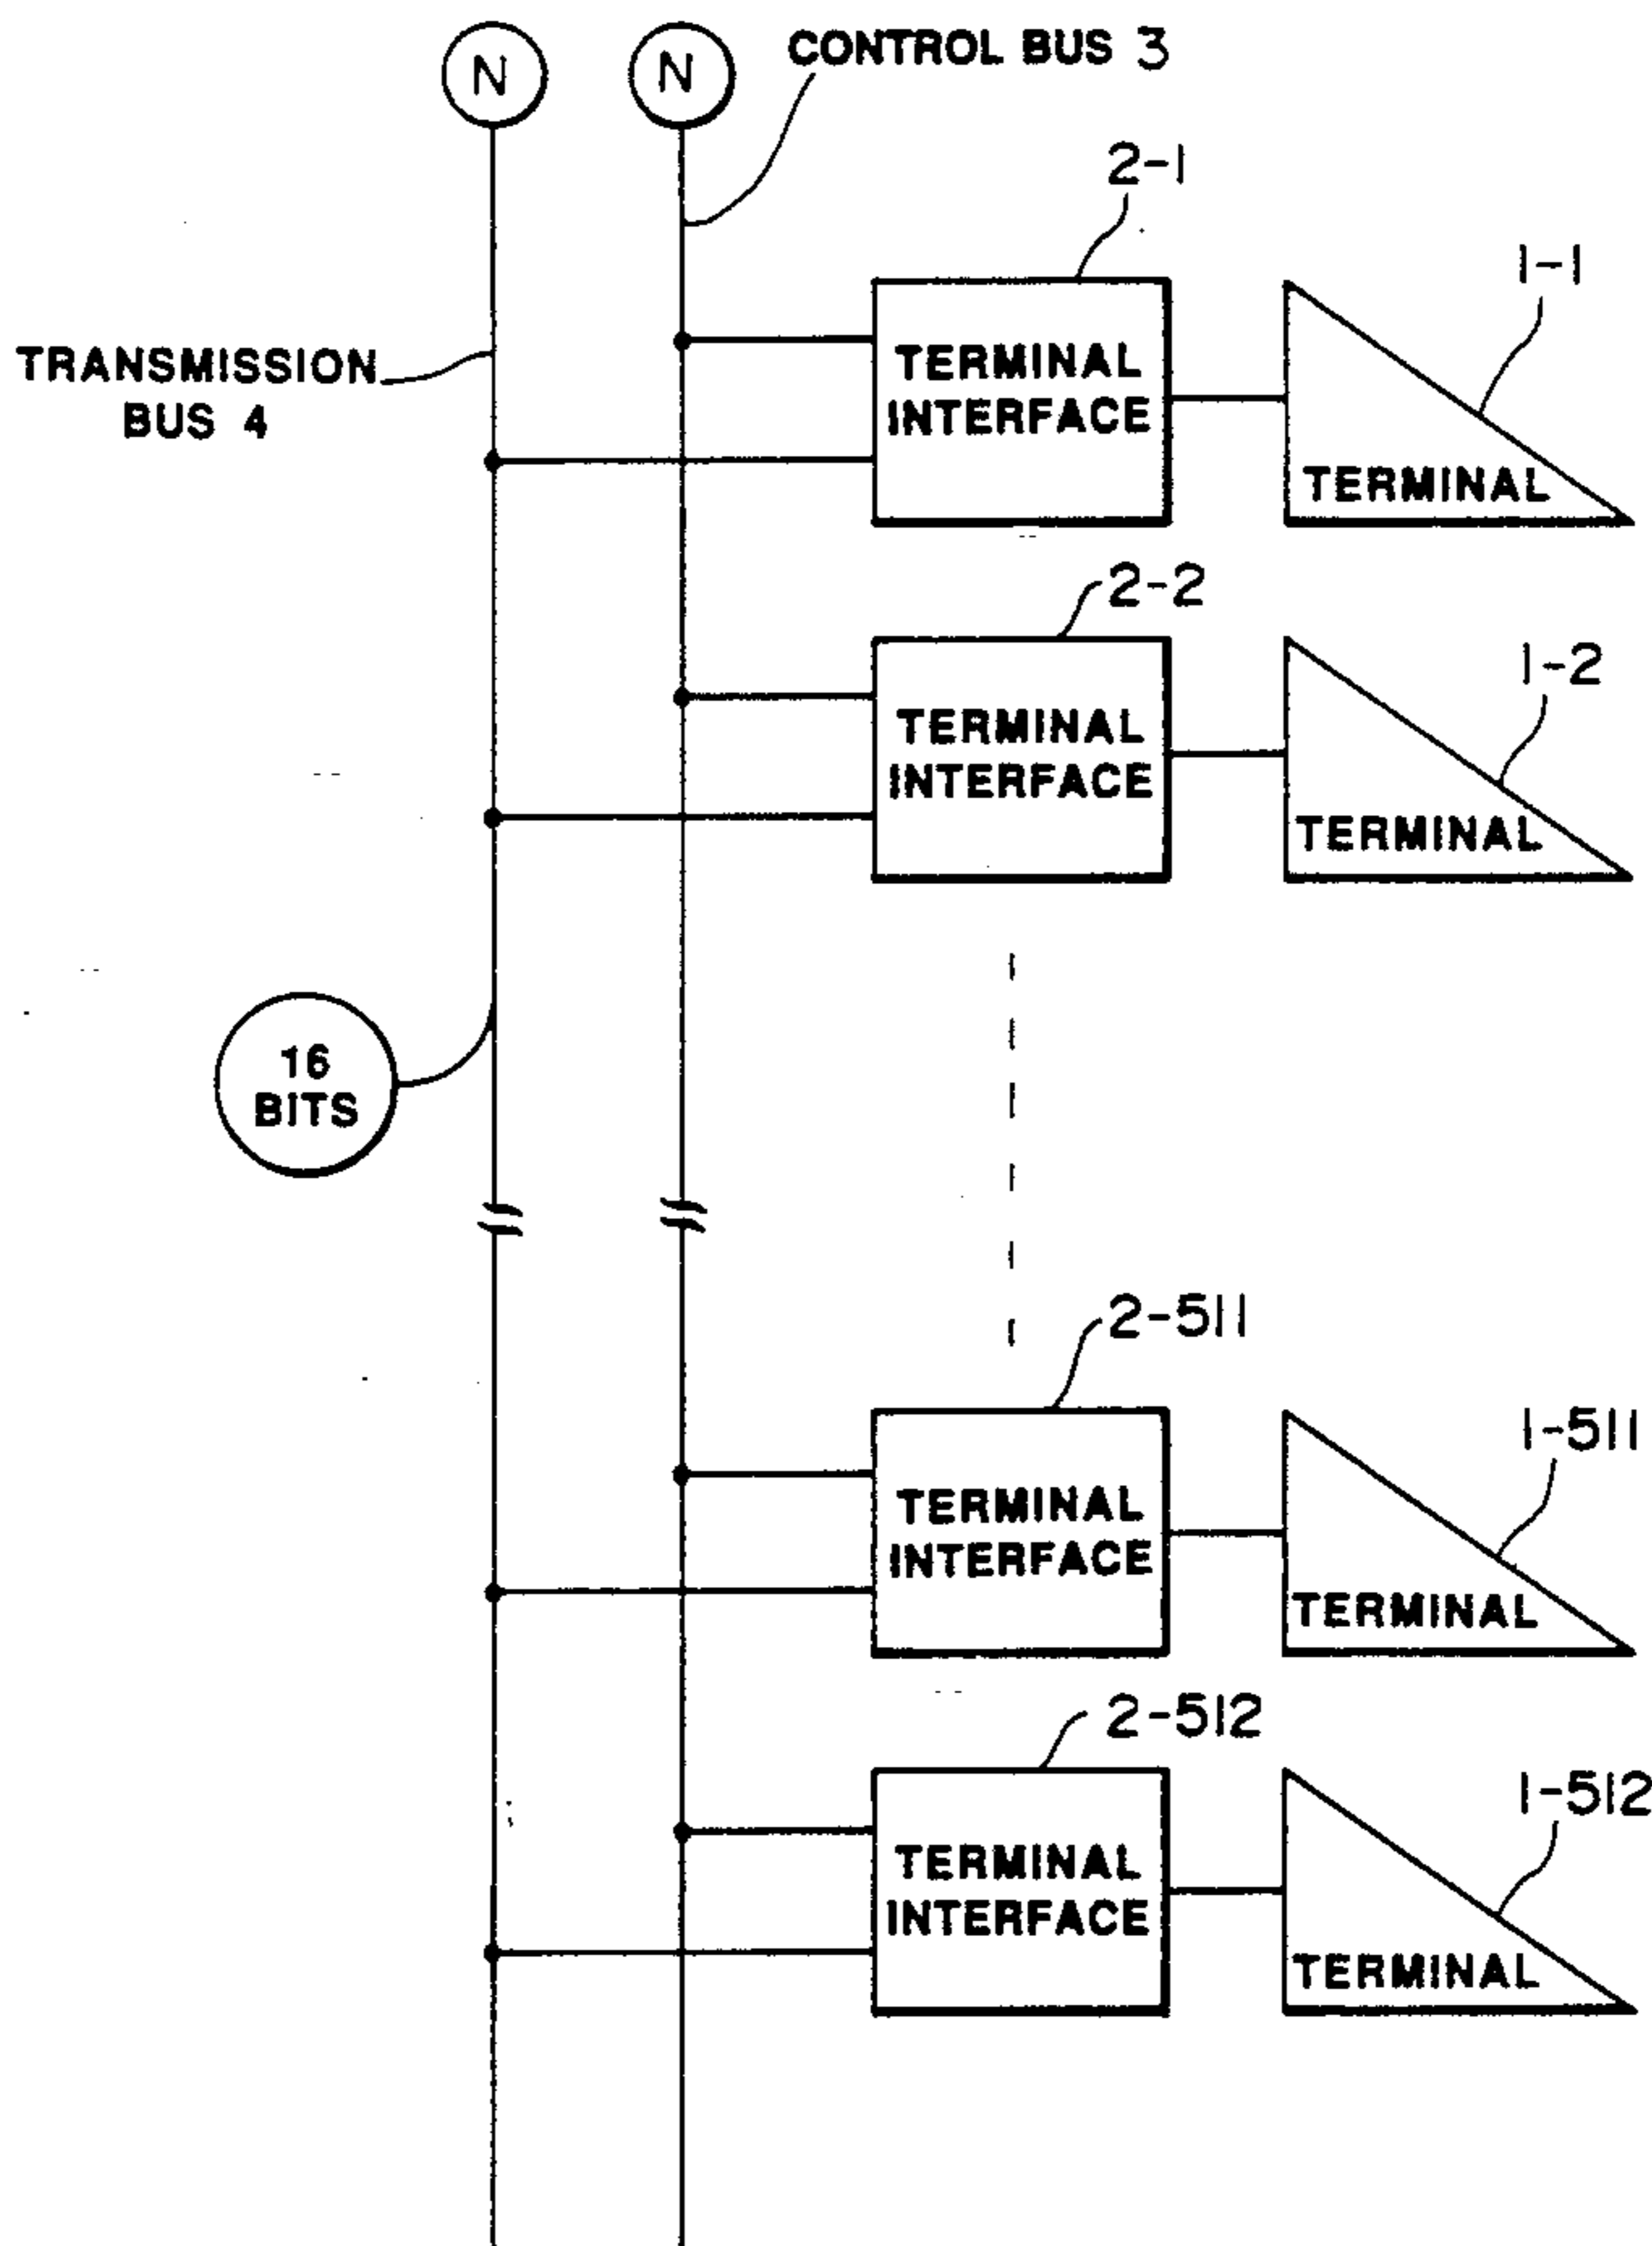 N
N
CONTROL BUS 3
2-1
1-1
TRANSMISSION
BUS 4
TERMINAL
INTERFACE
TERMINAL
2-2
1-2
TERMINAL
INTERFACE
TERMINAL
16
BITS
2-511
1-511
TERMINAL
INTERFACE
TERMINAL
2-512
1-512
TERMINAL
INTERFACE
TERMINAL